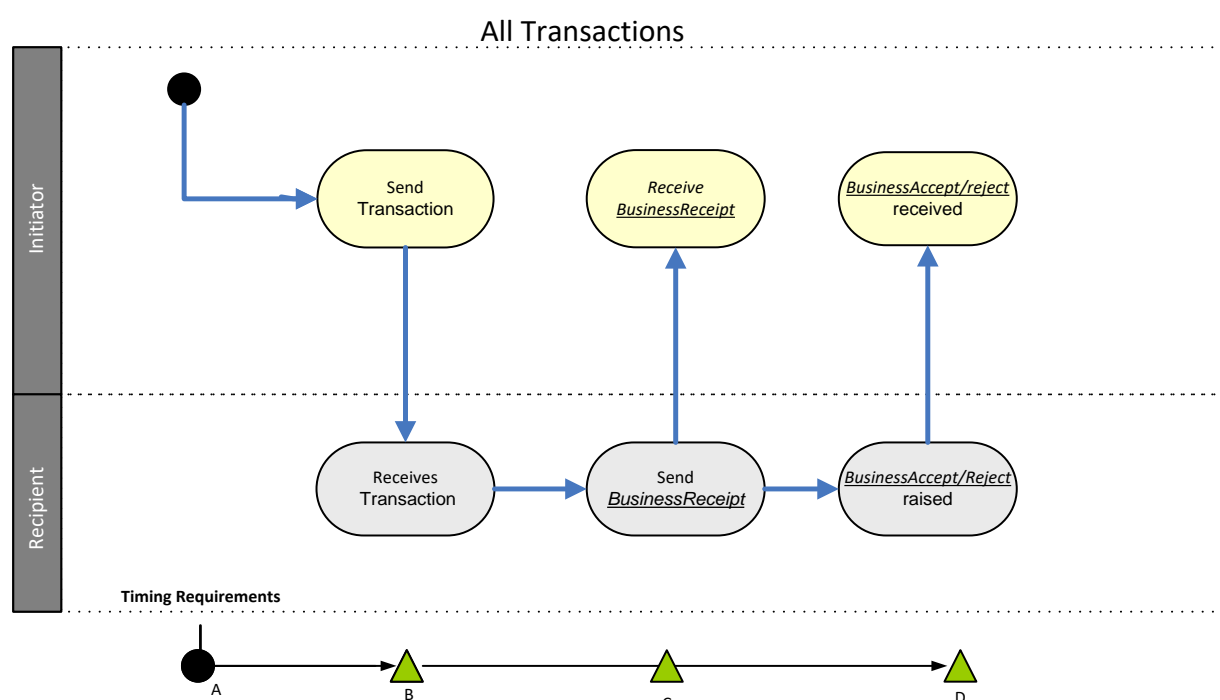 All Transactions
Initiator
Send
Transaction
Receive
BusinessReceipt
BusinessAccept/reject
received
Recipient
Receives
Transaction
Send
BusinessReceipt
BusinessAccept/Reject
raised
Timing Requirements
A
B
C
D